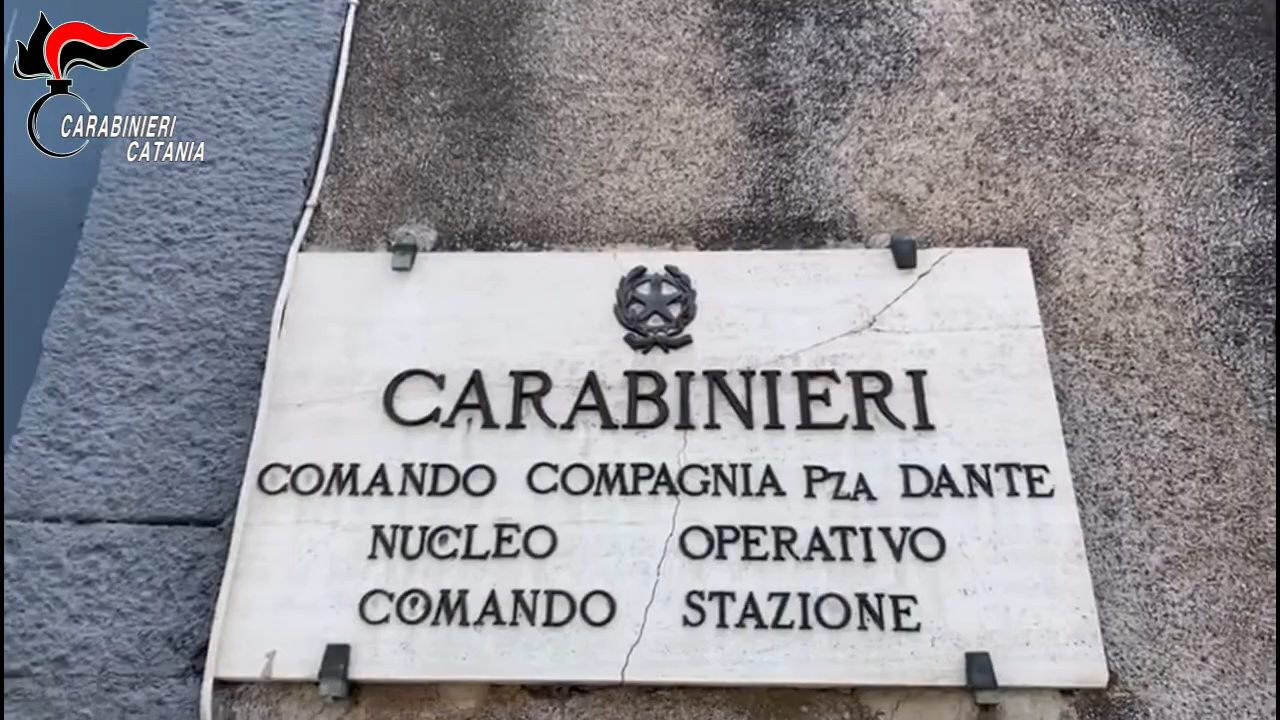 CARABINIERI
CATANIA
CARABINIERI
COMANDO COMPAGNIA PZA DANTE
NUCLEO OPERATIVO
COMANDO STAZIONE